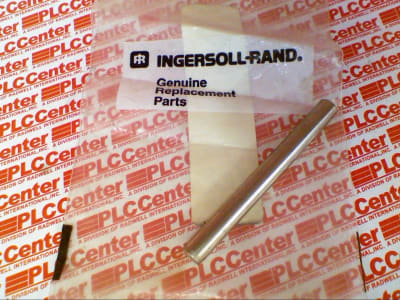 IR INGERSOLL-RAND®
Genuine
Replacement
Parts
PLCCenter
A DIVISION OF RADWELL INTERNATIONAL, INC.